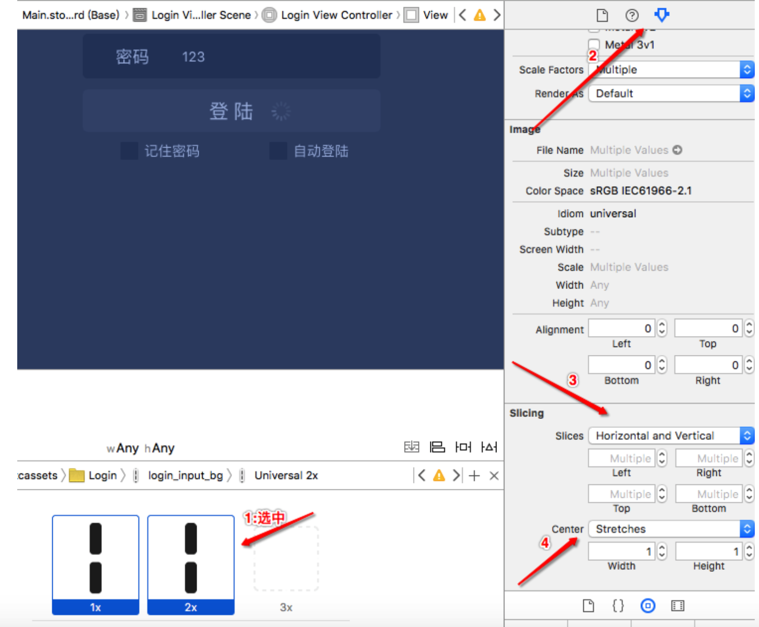 Main.sto...rd (Base) Login Vi...ller Scene Login View Controller View
密码 123
登 陆
记住密码 自动登陆
wAny hAny
:cassets Login login_input_bg Universal 2x
1:选中
1x 2x 3x
Metal 3v1
2
Scale Factors Multiple
Render As Default
Image
File Name Multiple Values
Size Multiple Values
Color Space sRGB IEC61966-2.1
Idiom universal
Subtype --
Screen Width --
Scale Multiple Values
Width Any
Height Any
Alignment 0 0
Left Top
0 0
Bottom Right
3
Slicing
Slices Horizontal and Vertical
Multiple Multiple
Left Right
Multiple Multiple
Top Bottom
4
Center Stretches
1 1
Width Height